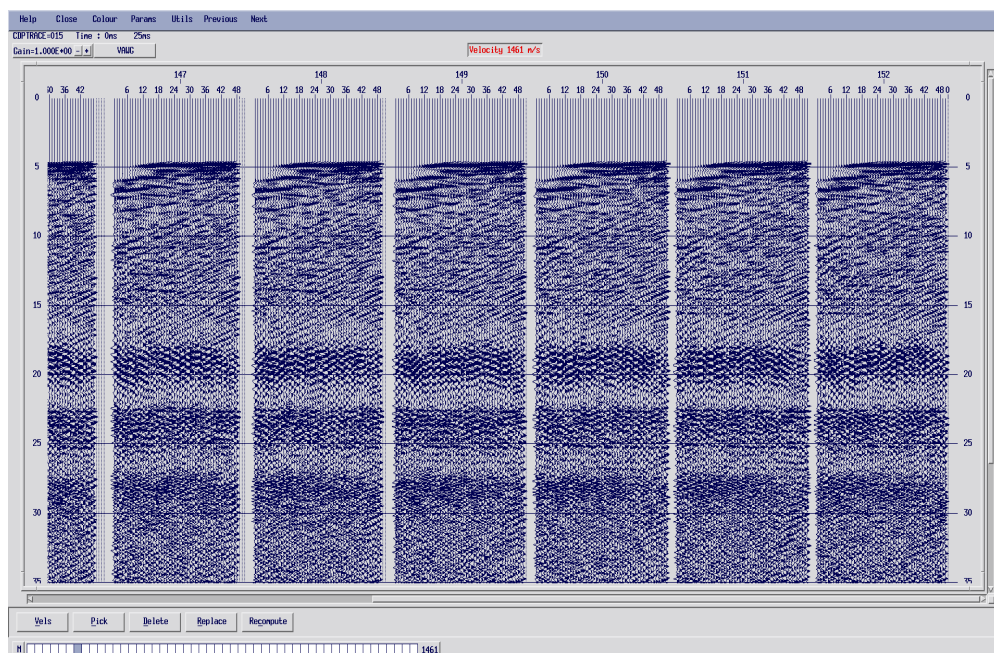 Help Close Colour Params Utils Previous Next
CDPTRACE=015 Time : 0ms 25ms
Gain=1.000E+00 - + VAWG
Velocity 1461 m/s
147 148 149 150 151 152
36 42 6 12 18 24 30 36 42 48 6 12 18 24 30 36 42 48 6 12 18 24 30 36 42 48 6 12 18 24 30 36 42 48 6 12 18 24 30 36 42 48 6 12 18 24 30 36 42 480
0 0
5 5
10 10
15 15
20 20
25 25
30 30
35 35
Vels Pick Delete Replace Recompute
M 1461